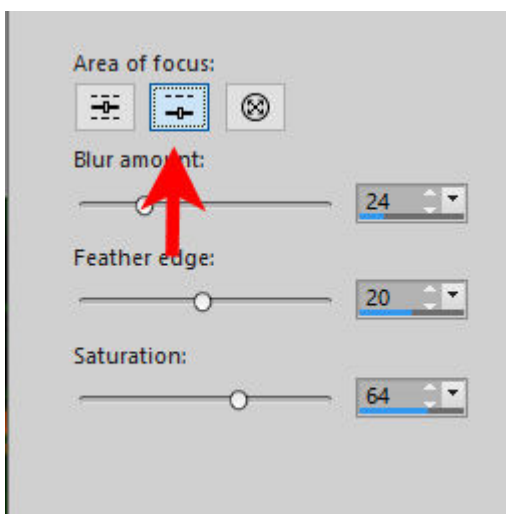 Area of focus:
Blur amount:
24
Feather edge:
20
Saturation:
64